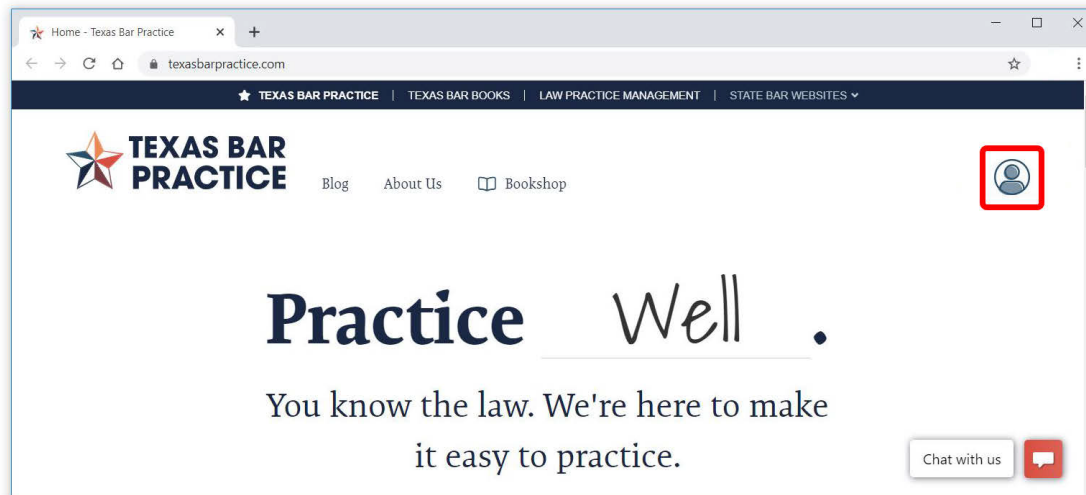 Home - Texas Bar Practice
texasbarpractice.com
TEXAS BAR PRACTICE | TEXAS BAR BOOKS | LAW PRACTICE MANAGEMENT | STATE BAR WEBSITES
TEXAS BAR
PRACTICE
Blog About Us Bookshop
Practice Well.
You know the law. We're here to make
it easy to practice.
Chat with us